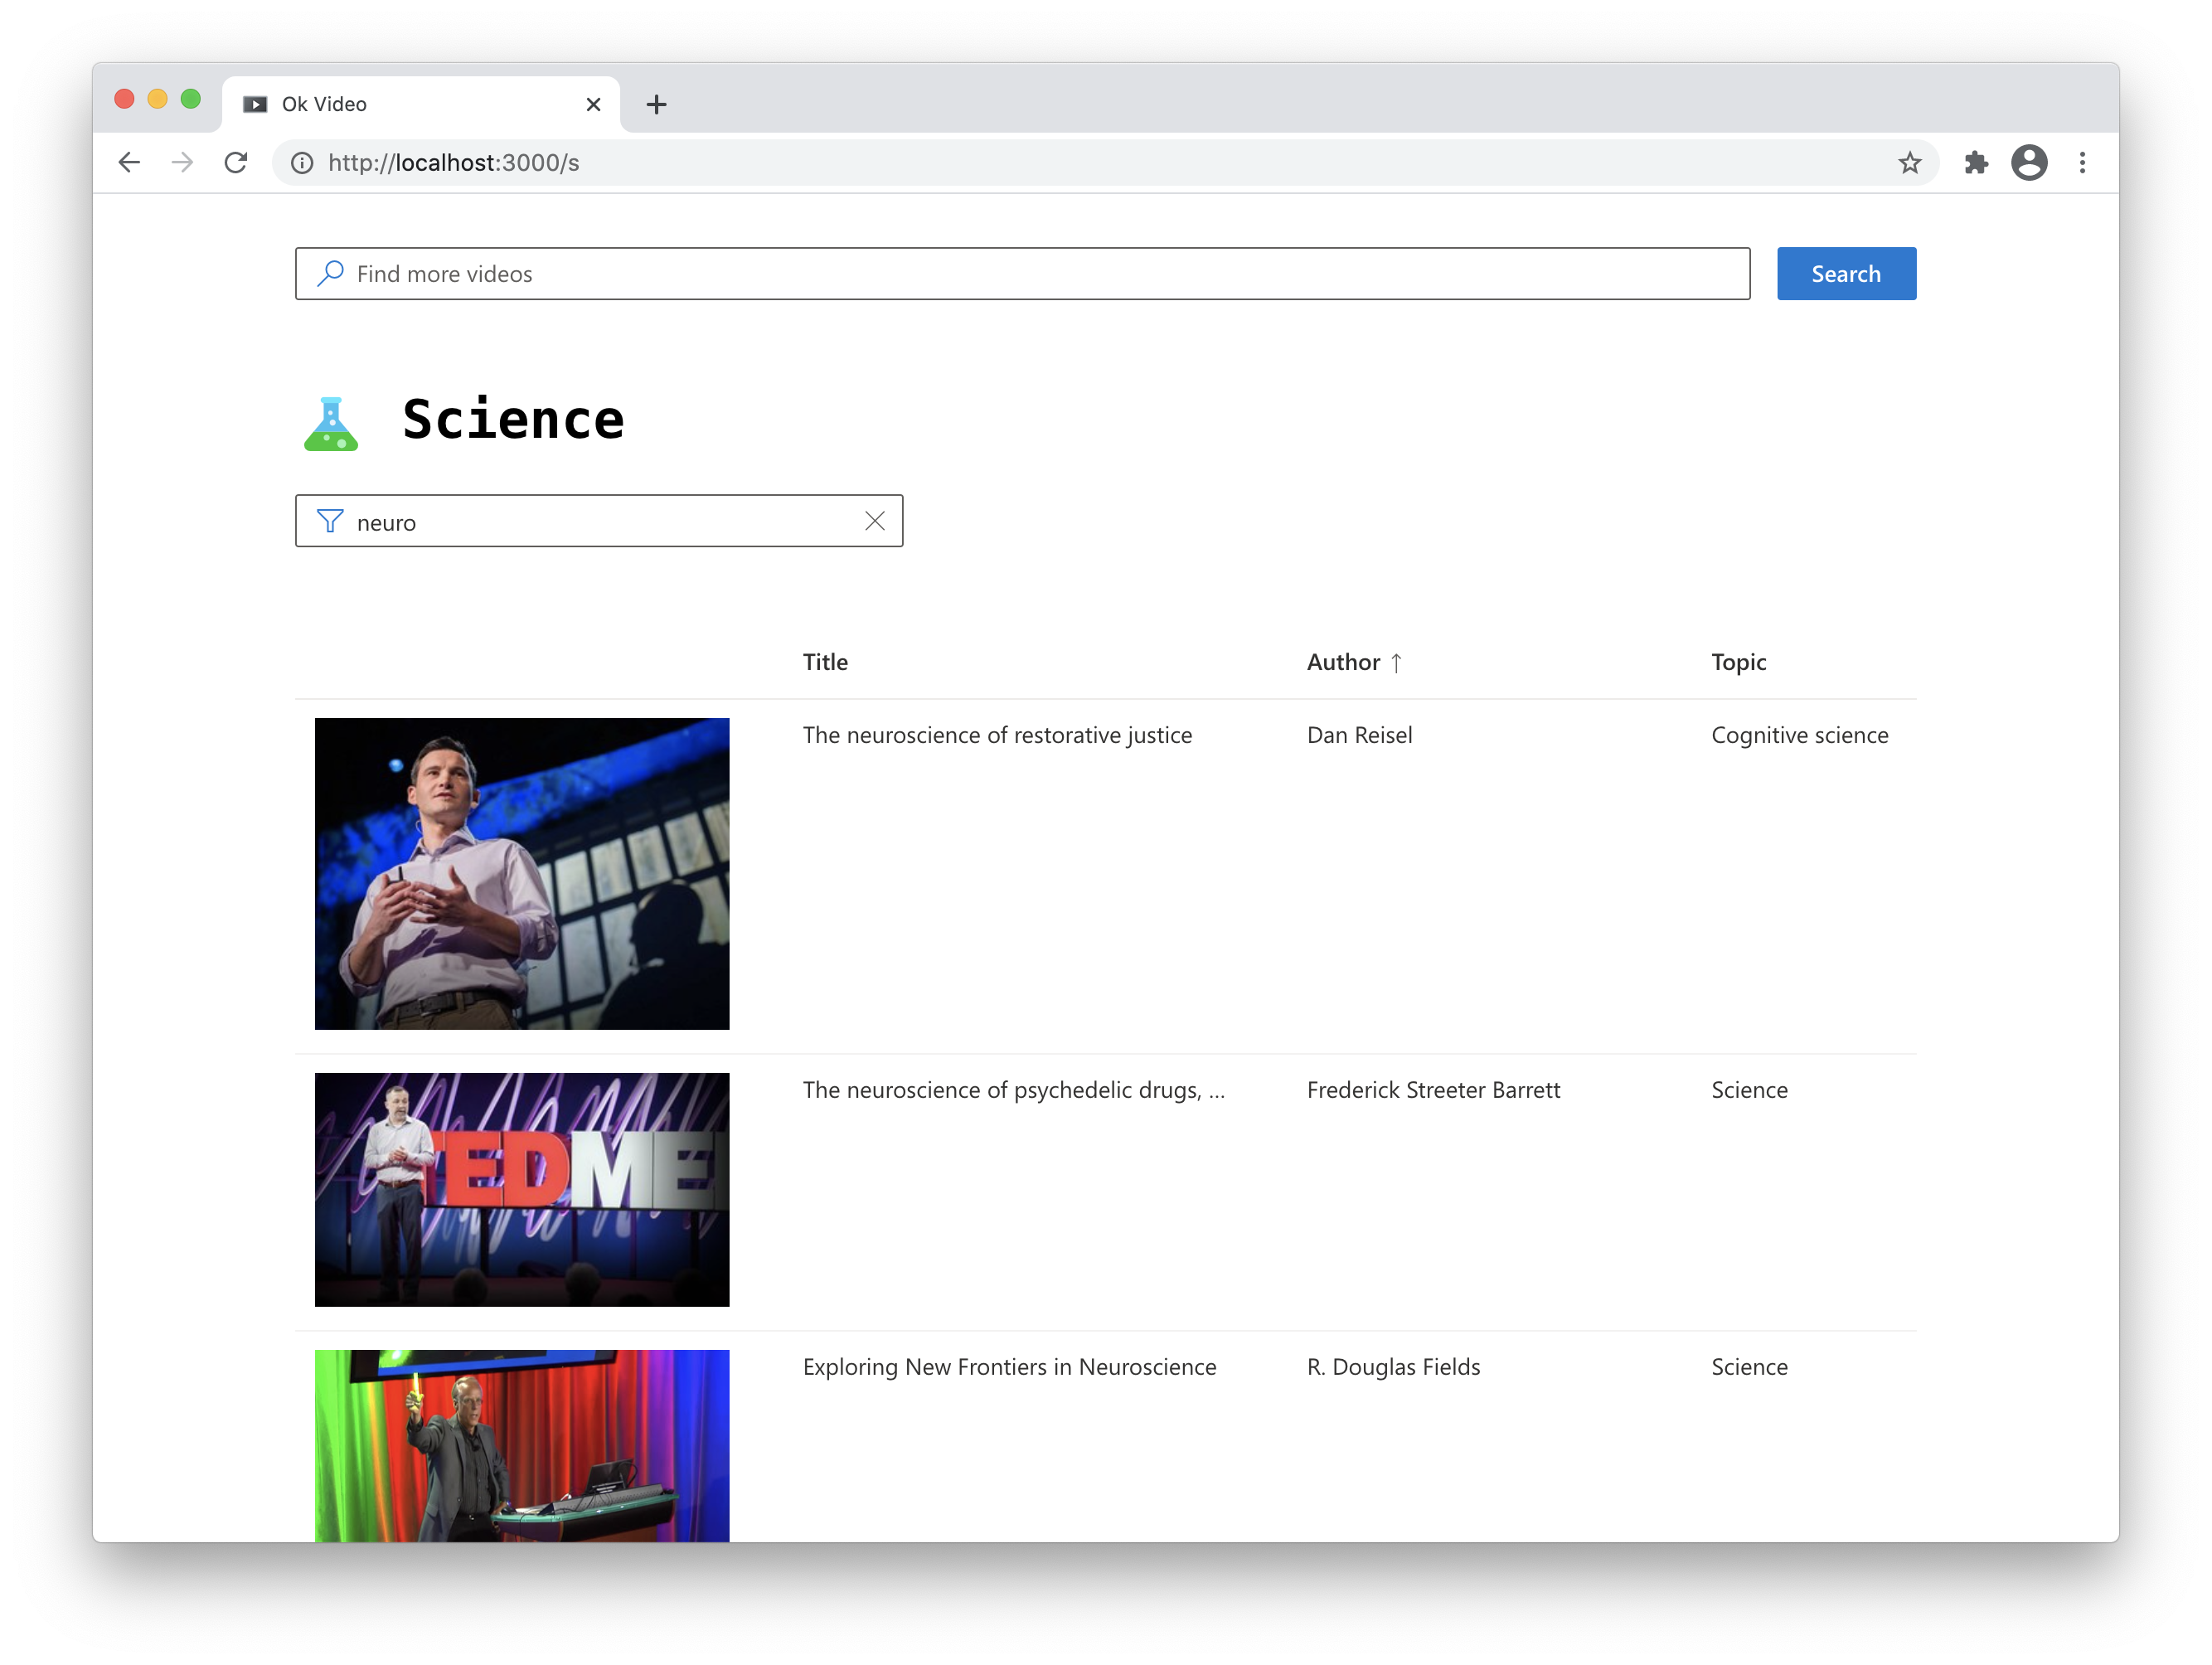 Ok Video
http://localhost:3000/s
Find more videos
Search
Science
neuro
Title Author ↑ Topic
The neuroscience of restorative justice Dan Reisel Cognitive science
The neuroscience of psychedelic drugs, ... Frederick Streeter Barrett Science
TEDME
Exploring New Frontiers in Neuroscience R. Douglas Fields Science